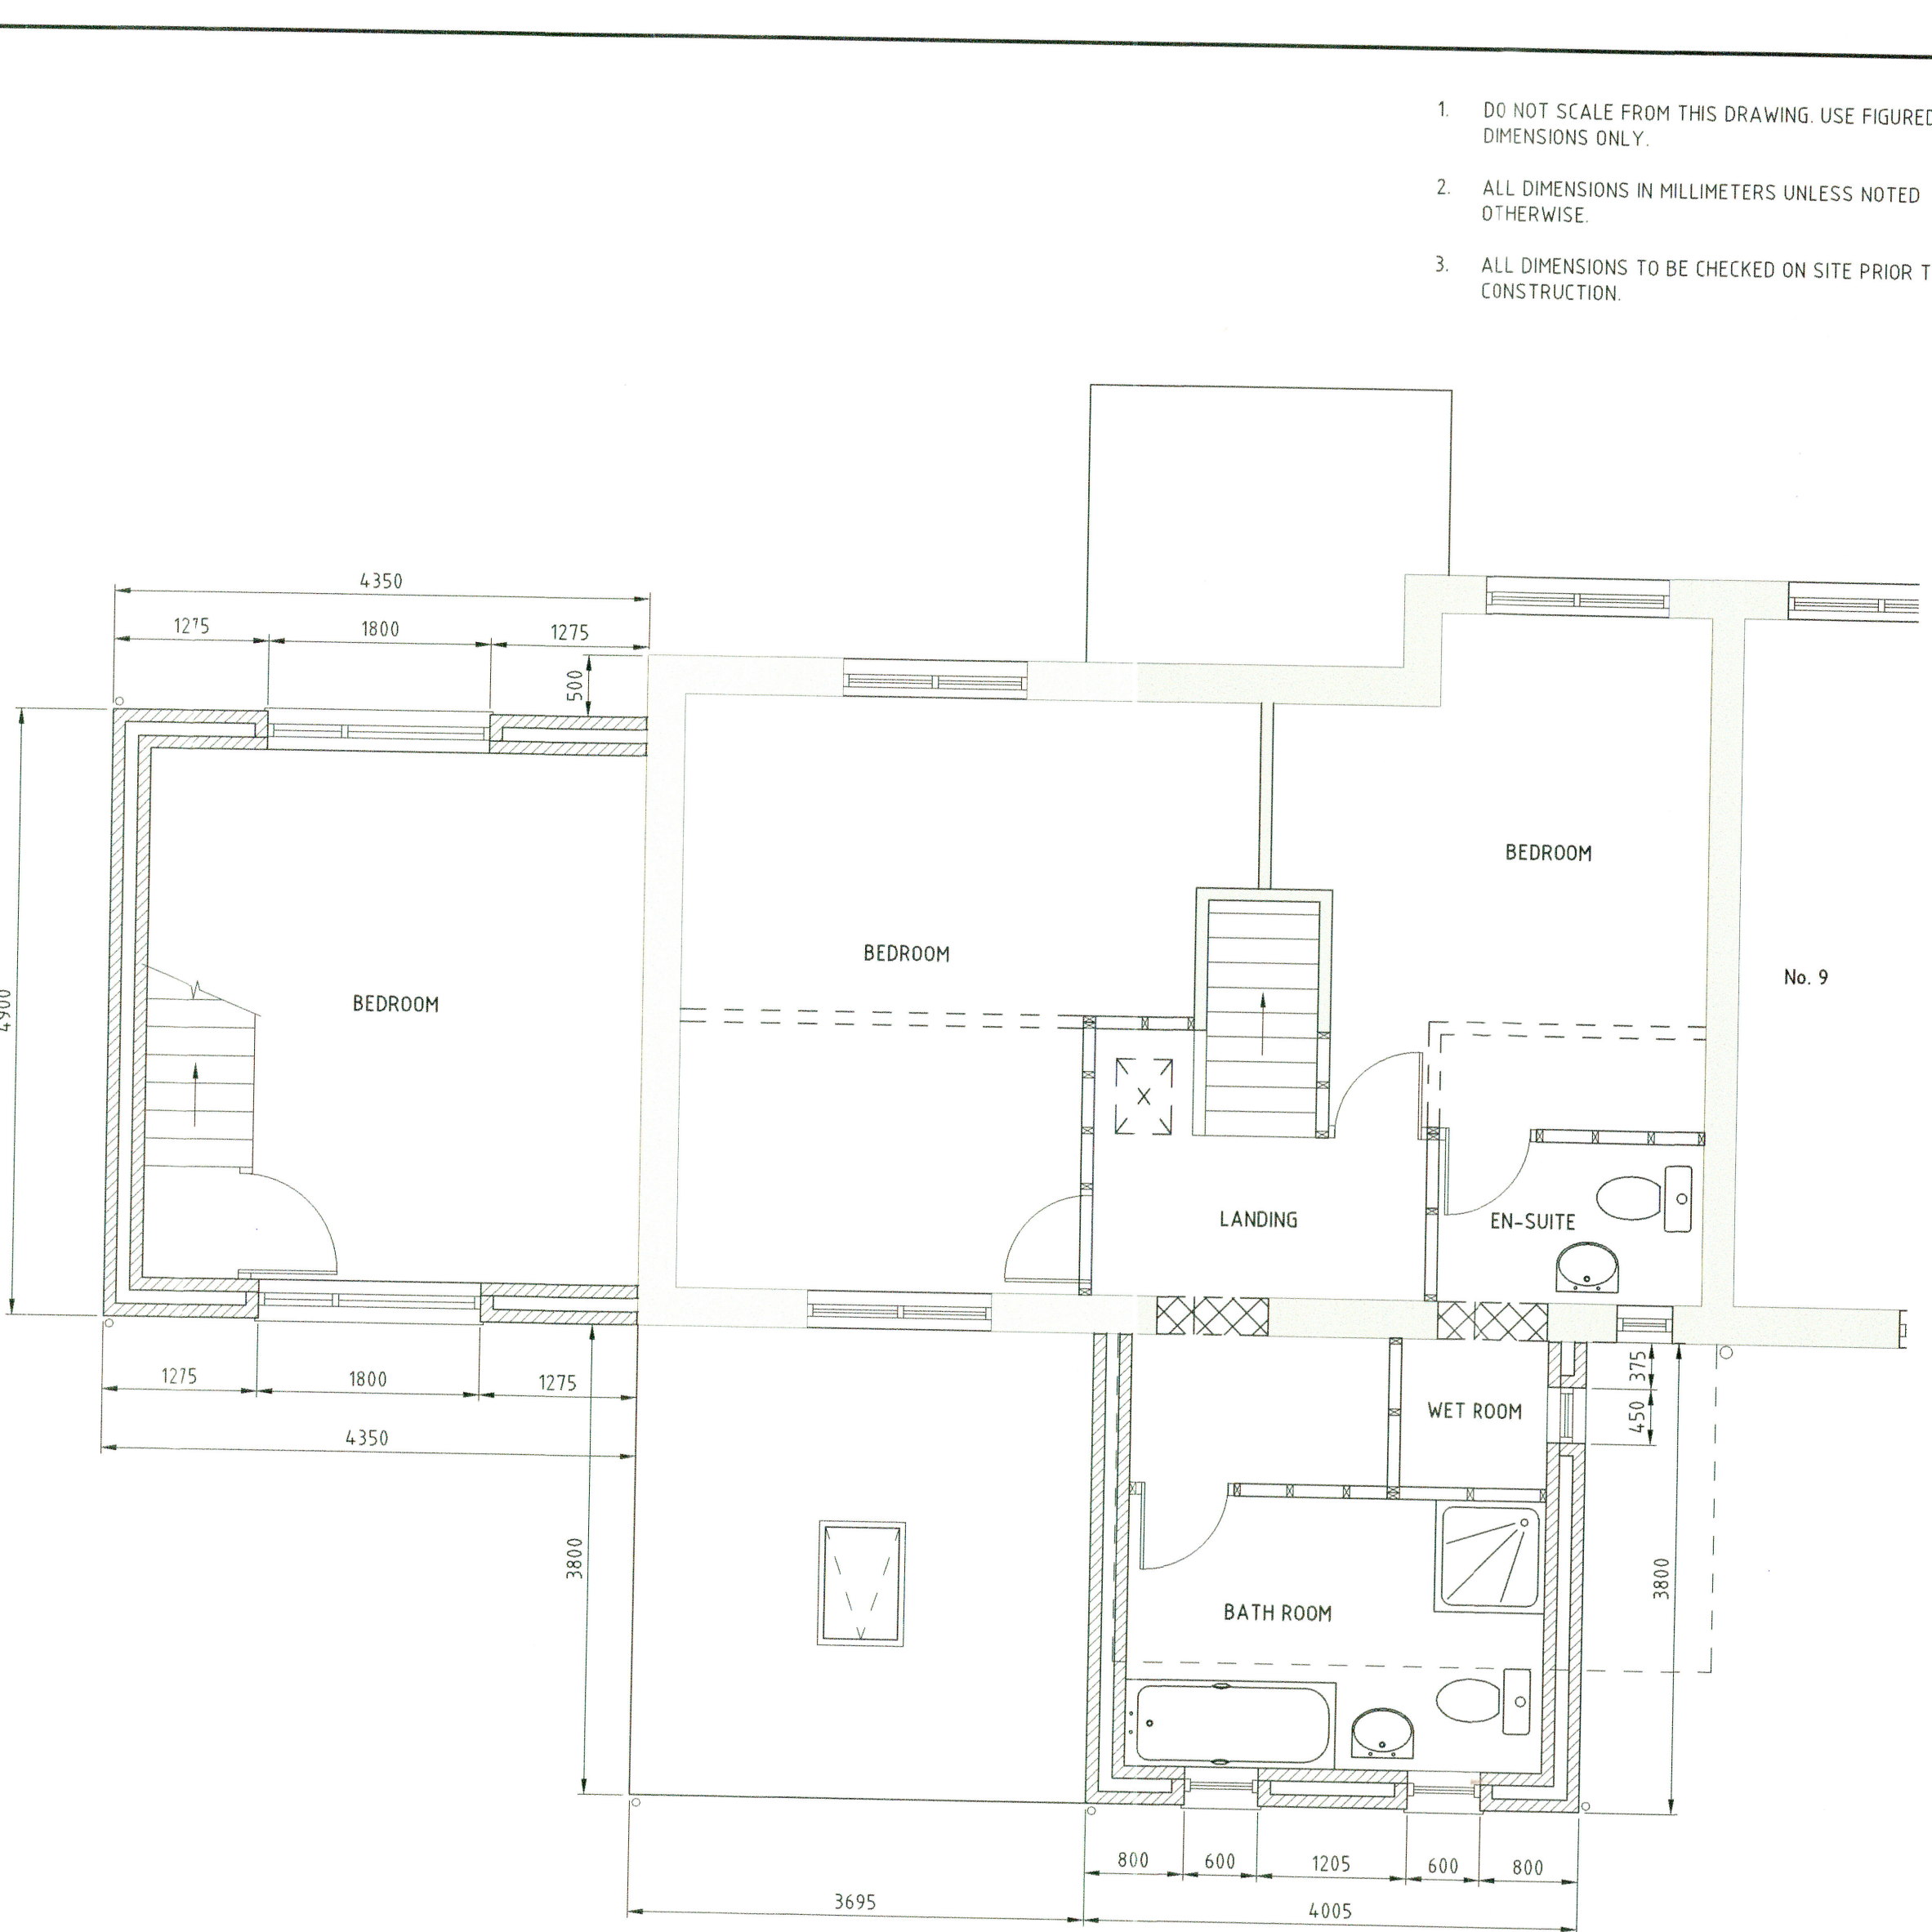 1. DO NOT SCALE FROM THIS DRAWING. USE FIGURED
DIMENSIONS ONLY.
2. ALL DIMENSIONS IN MILLIMETERS UNLESS NOTED
OTHERWISE.
3. ALL DIMENSIONS TO BE CHECKED ON SITE PRIOR T
CONSTRUCTION.
4350
1275 1800 1275
500
4900
BEDROOM
BEDROOM
BEDROOM
No. 9
X
LANDING
EN-SUITE
1275 1800 1275
4350
375
450
WET ROOM
3800
3800
BATH ROOM
800 600 1205 600 800
3695 4005